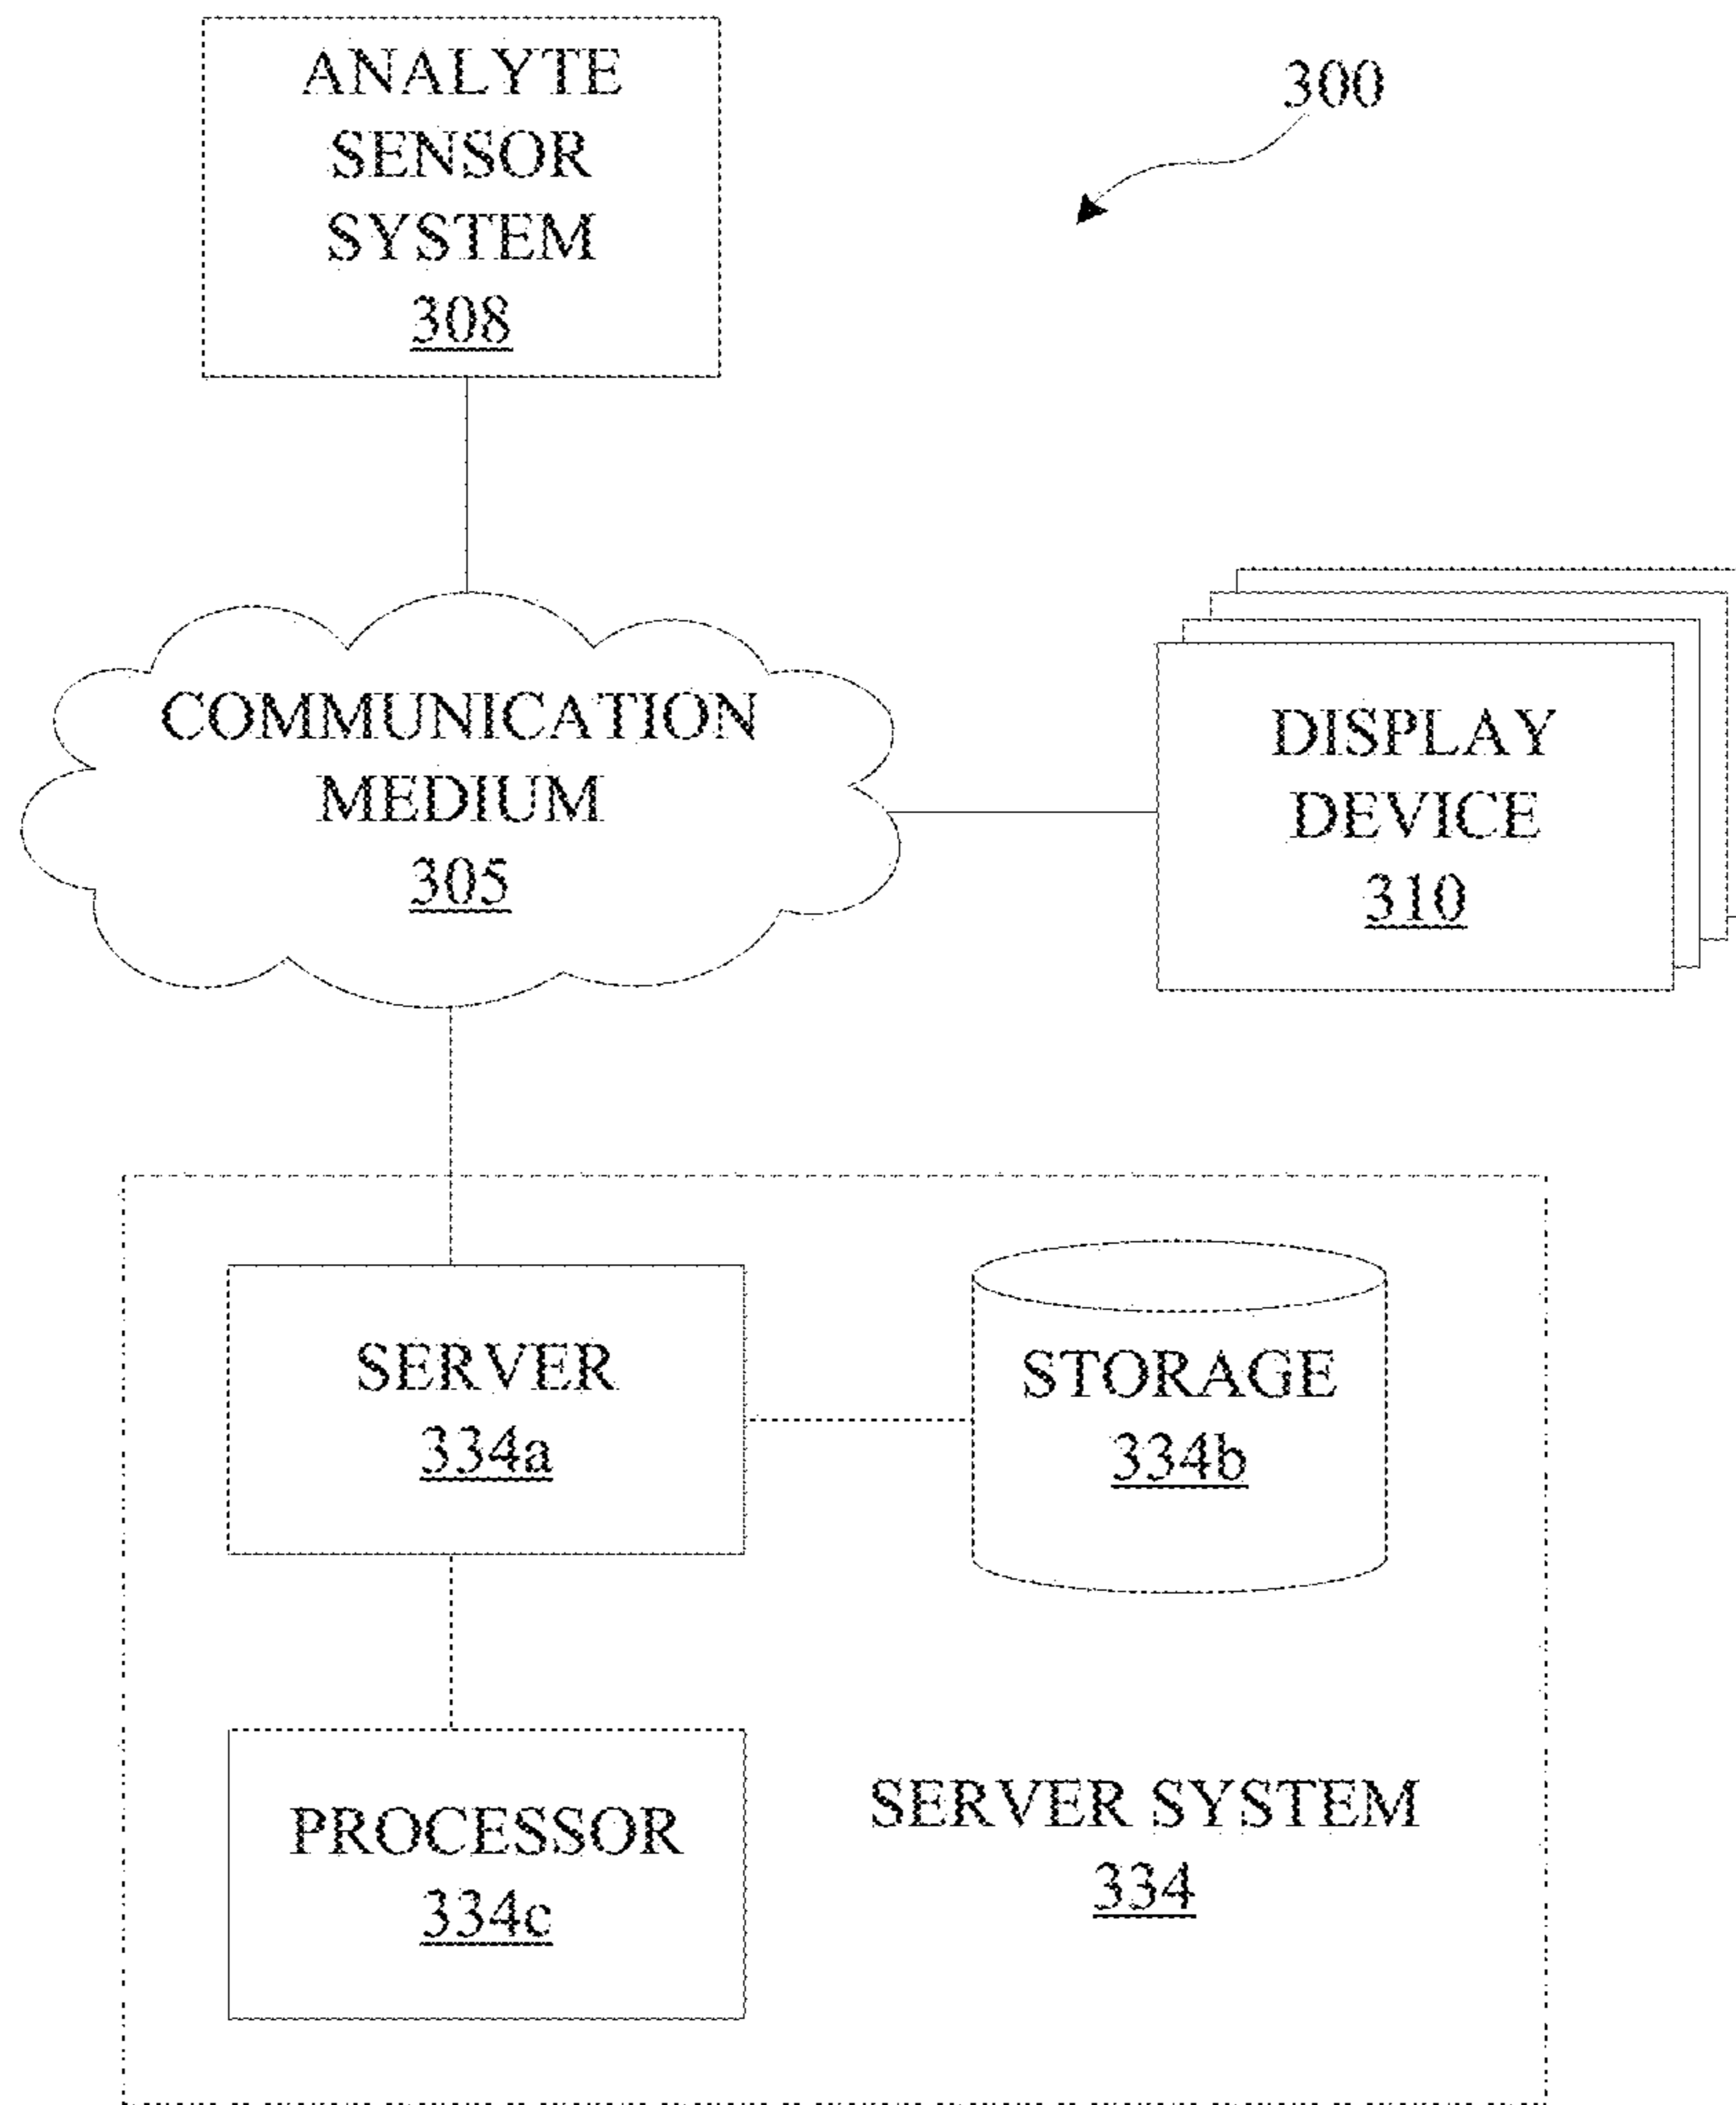 ANALYTE
SENSOR
SYSTEM
308
300
COMMUNICATION
MEDIUM
305
DISPLAY
DEVICE
310
SERVER
334a
STORAGE
334b
PROCESSOR
334c
SERVER SYSTEM
334